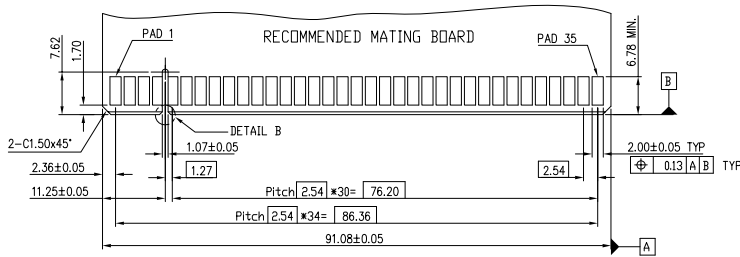 PAD 1
RECOMMENDED MATING BOARD
PAD 35
7.62
1.70
6.78 MIN.
B
DETAIL B
2-C1.50x45°
1.07±0.05
2.00±0.05 TYP
2.36±0.05
1.27
2.54
⌖ 0.13 A B TYP
11.25±0.05
Pitch 2.54 *30= 76.20
Pitch 2.54 *34= 86.36
91.08±0.05
A